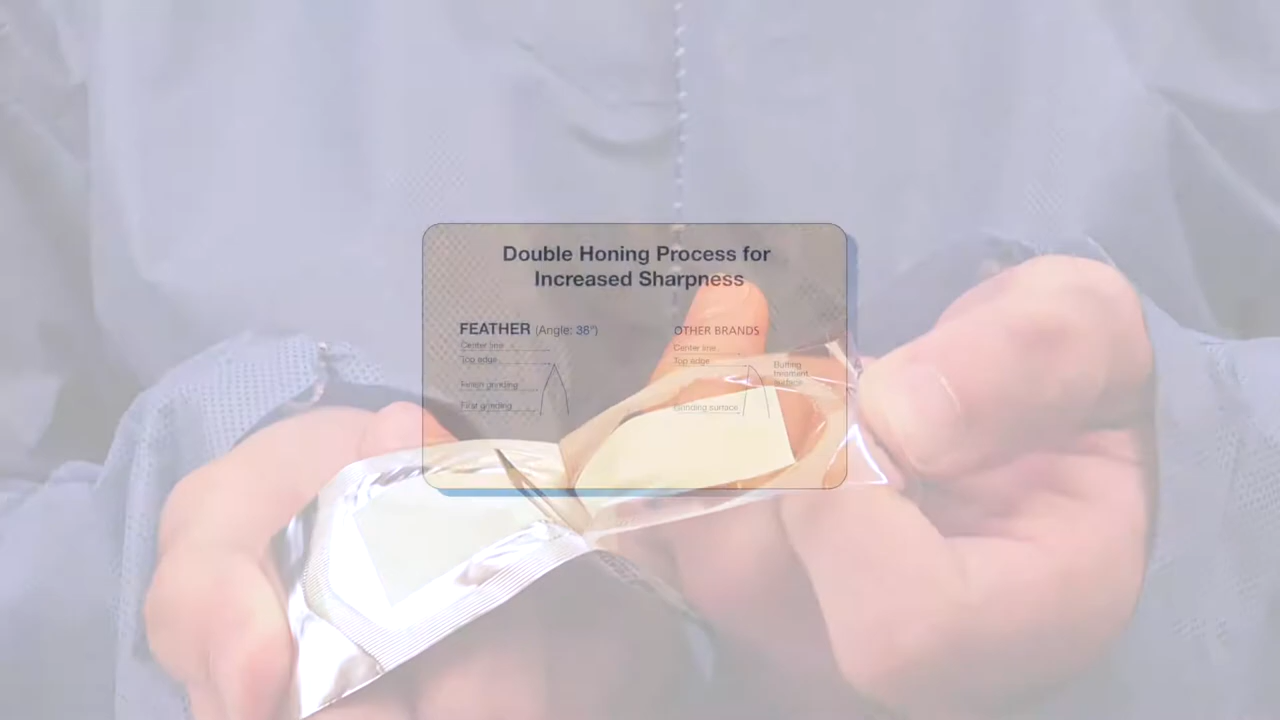 Double Honing Process for
Increased Sharpness
FEATHER (Angle: 36°)
Center line
Top edge
Finish grinding
First grinding
OTHER BRANDS
Center line
Top edge
Buffing
treatment
surface
Grinding surface